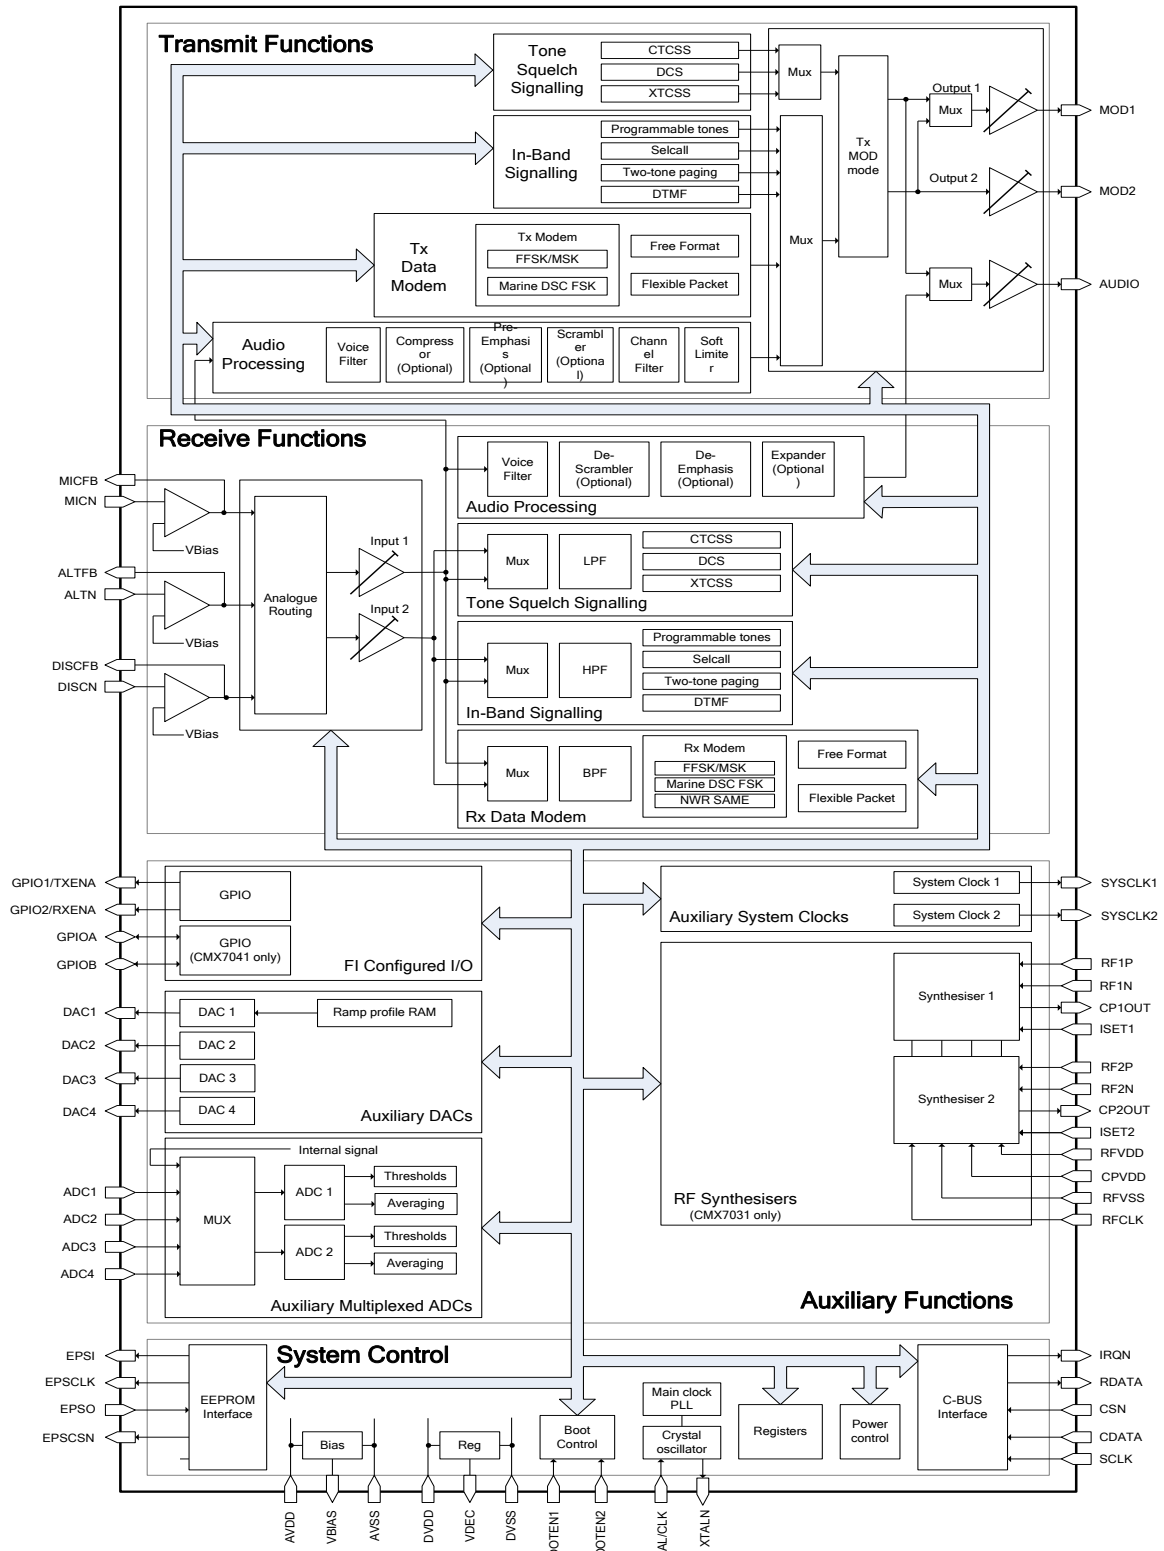 Transmit Functions
Tone
Squelch
Signalling
CTCSS
DCS
XTCSS
Mux
In-Band
Signalling
Programmable tones
Selcall
Two-tone paging
DTMF
Mux
Tx
MOD
mode
Output 1
Mux
MOD1
Output 2
MOD2
Mux
AUDIO
Tx
Data
Modem
Tx Modem
FFSK/MSK
Marine DSC FSK
Free Format
Flexible Packet
Audio
Processing
Voice
Filter
Compress
or
(Optional)
Pre-
Emphasi
s
(Optional
)
Scrambl
er
(Optiona
l)
Chann
el
Filter
Soft
Limite
r
Receive Functions
MICFB
MICN
VBias
ALTFB
ALTN
VBias
DISCFB
DISCN
VBias
Analogue
Routing
Input 1
Input 2
Voice
Filter
De-
Scrambler
(Optional)
De-
Emphasis
(Optional)
Expander
(Optional
)
Audio Processing
Mux
LPF
CTCSS
DCS
XTCSS
Tone Squelch Signalling
Mux
HPF
Programmable tones
Selcall
Two-tone paging
DTMF
In-Band Signalling
Mux
BPF
Rx Modem
FFSK/MSK
Marine DSC FSK
NWR SAME
Free Format
Flexible Packet
Rx Data Modem
GPIO1/TXENA
GPIO2/RXENA
GPIOA
GPIOB
GPIO
GPIO
(CMX7041 only)
FI Configured I/O
System Clock 1
System Clock 2
Auxiliary System Clocks
SYSCLK1
SYSCLK2
DAC1
DAC2
DAC3
DAC4
DAC 1
Ramp profile RAM
DAC 2
DAC 3
DAC 4
Auxiliary DACs
Synthesiser 1
Synthesiser 2
RF Synthesisers
(CMX7031 only)
RF1P
RF1N
CP1OUT
ISET1
RF2P
RF2N
CP2OUT
ISET2
RFVDD
CPVDD
RFVSS
RFCLK
Internal signal
ADC1
ADC2
ADC3
ADC4
MUX
ADC 1
Thresholds
Averaging
ADC 2
Thresholds
Averaging
Auxiliary Multiplexed ADCs
Auxiliary Functions
System Control
EPSI
EPSCLK
EPSO
EPSCSN
EEPROM
Interface
Bias
Reg
Boot
Control
Main clock
PLL
Crystal
oscillator
Registers
Power
control
C-BUS
Interface
IRQN
RDATA
CSN
CDATA
SCLK
AVDD
VBIAS
AVSS
DVDD
VDEC
DVSS
OOTEN1
OOTEN2
AL/CLK
XTALN